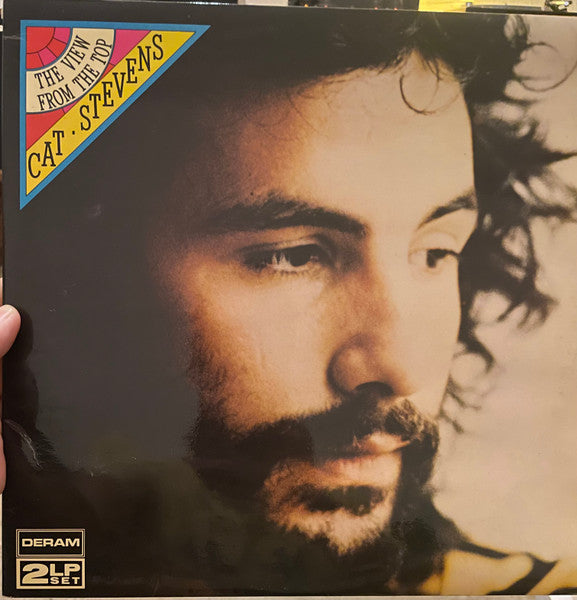 THE VIEW
FROM THE TOP
CAT · STEVENS
DERAM
2LP
SET